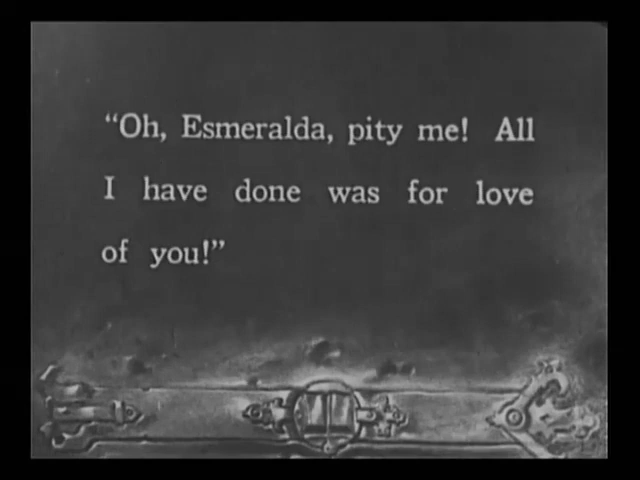 “Oh, Esmeralda, pity me! All
I have done was for love
of you!”